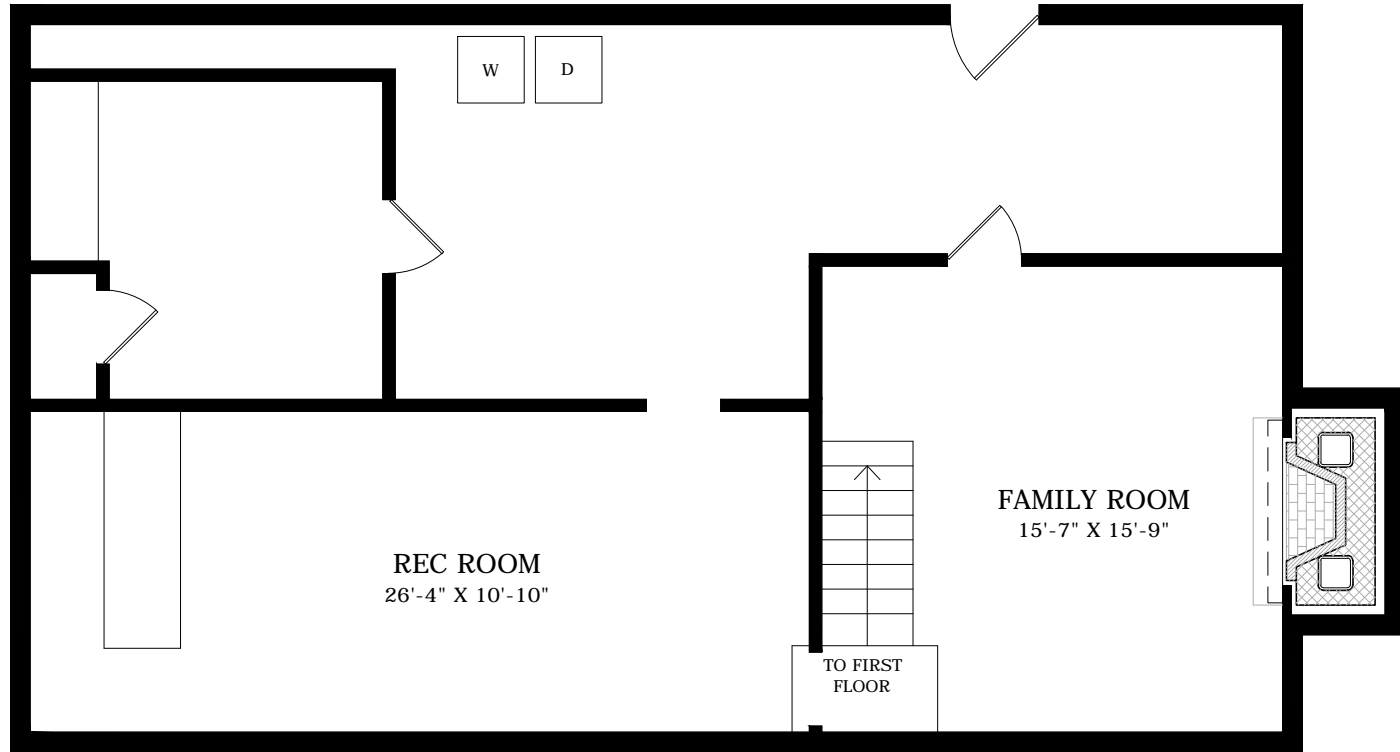 W
D
FAMILY ROOM
15'-7" X 15'-9"
REC ROOM
26'-4" X 10'-10"
TO FIRST
FLOOR